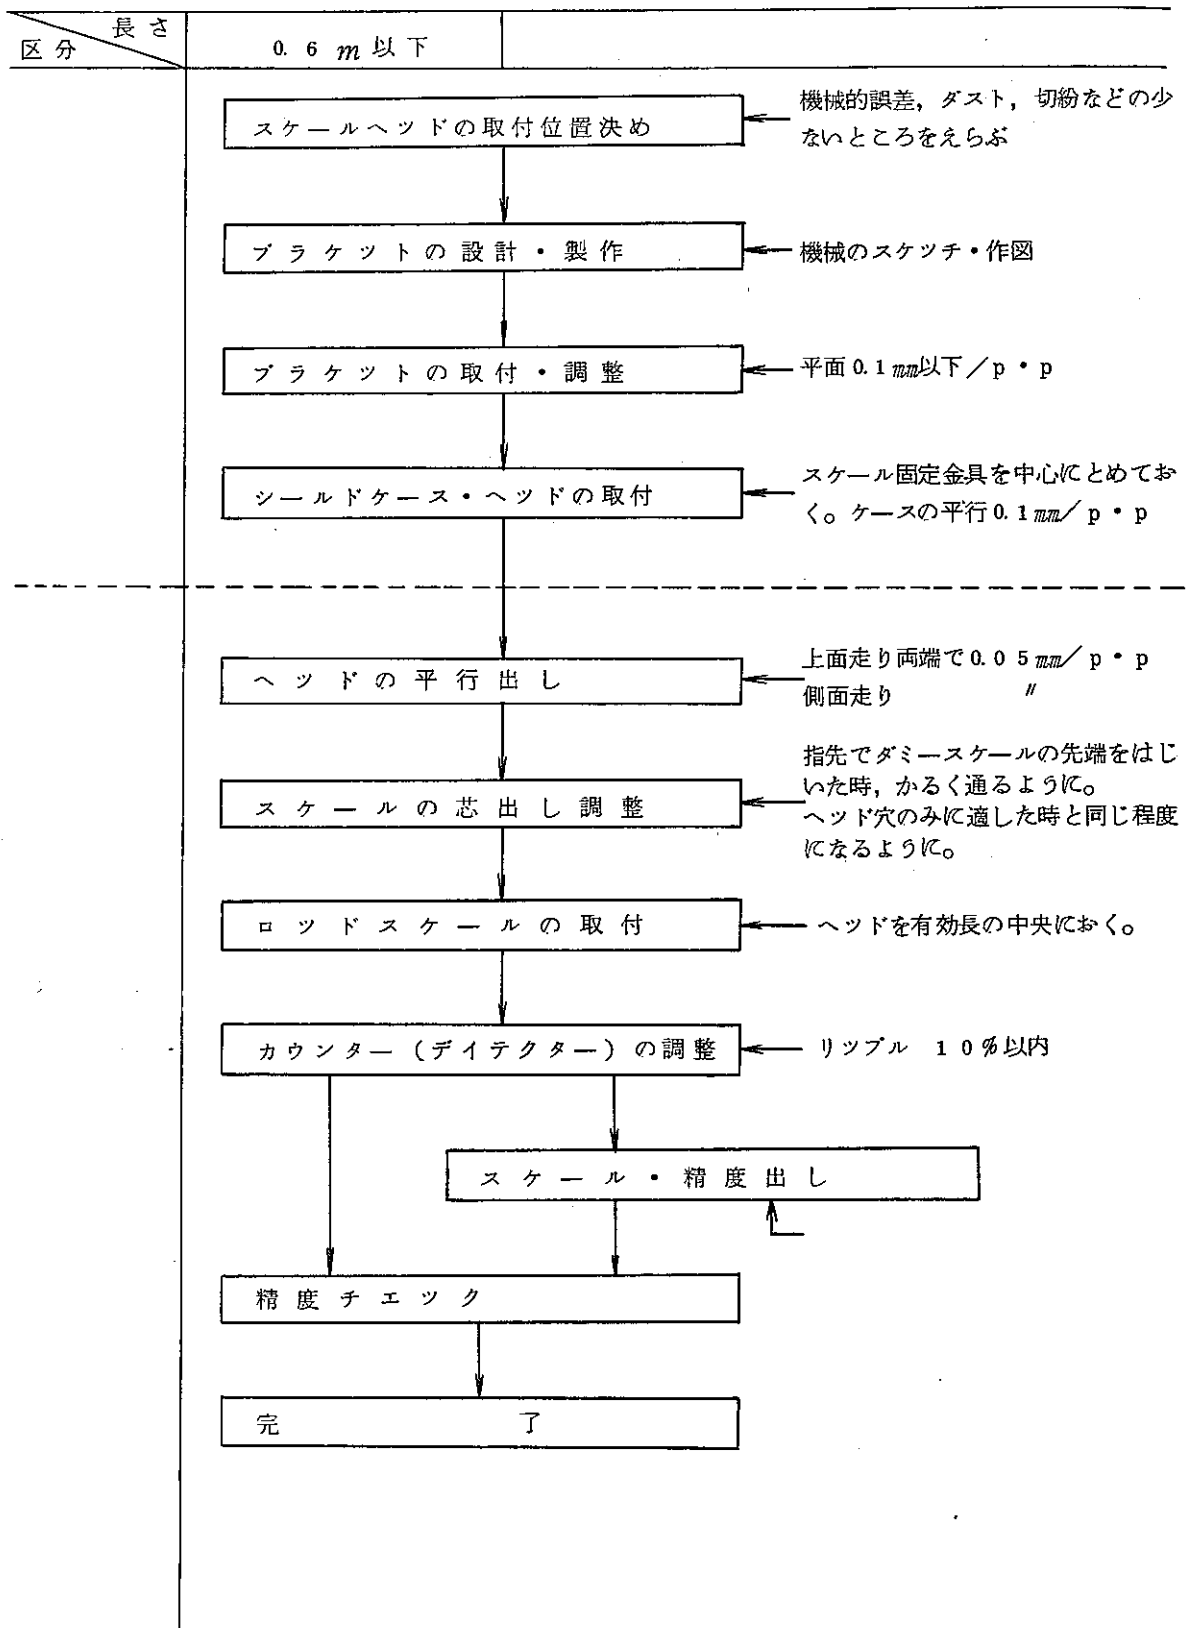 長さ
区分
0.6m以下
スケールヘッドの取付位置決め
機械的誤差，ダスト，切粉などの少
ないところをえらぶ
ブラケットの設計・製作
機械のスケッチ・作図
ブラケットの取付・調整
平面0.1mm以下／p・p
シールドケース・ヘッドの取付
スケール固定金具を中心にとめてお
く。ケースの平行0.1mm／p・p
ヘッドの平行出し
上面走り両端で0.05mm／p・p
側面走り　〃
スケールの芯出し調整
指先でダミースケールの先端をはじ
いた時，かるく通るように。
ヘッド穴のみに適した時と同じ程度
になるように。
ロッドスケールの取付
ヘッドを有効長の中央におく。
カウンター（デイテクター）の調整
リップル　10％以内
スケール・精度出し
精度チエック
完　了